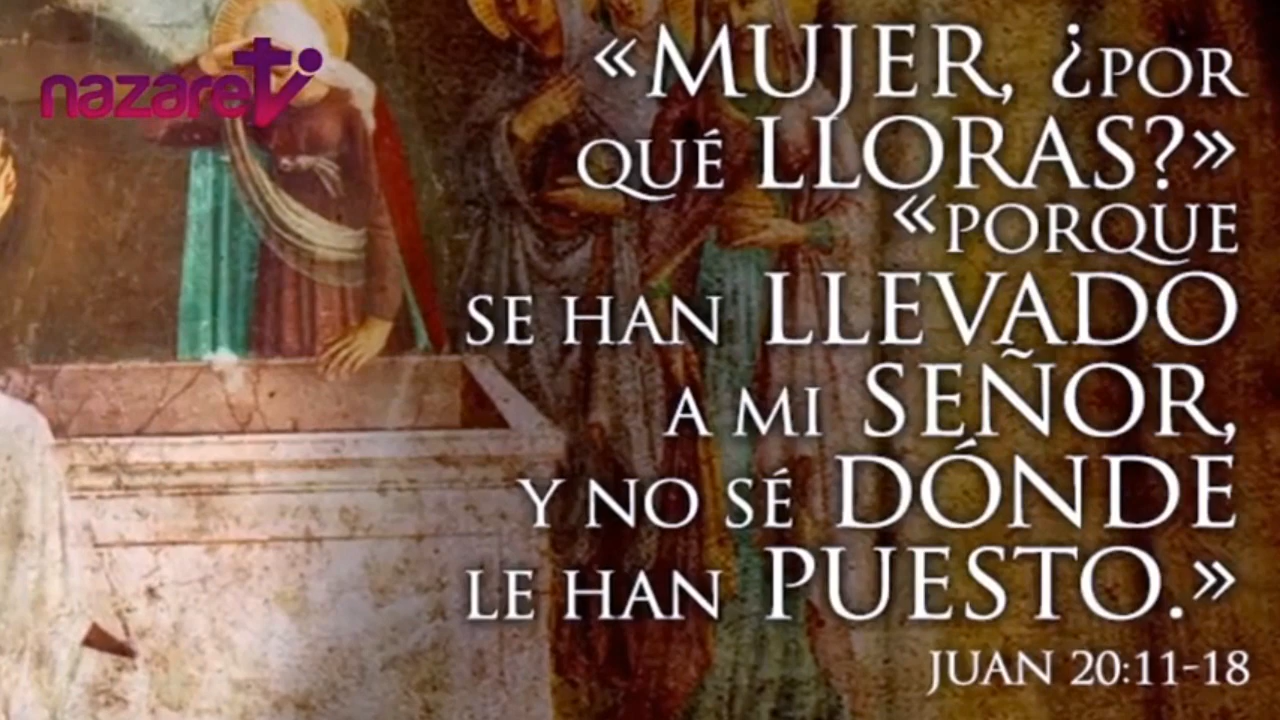 nazaretv
«MUJER, ¿POR
QUÉ LLORAS?»
«PORQUE
SE HAN LLEVADO
A MI SEÑOR,
Y NO SÉ DÓNDE
LE HAN PUESTO.»
JUAN 20:11-18